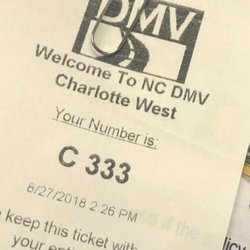 DMV
Welcome To NC DMV
Charlotte West
Your Number is:
C 333
8/27/2018 2:26 PM
keep this ticket with
your